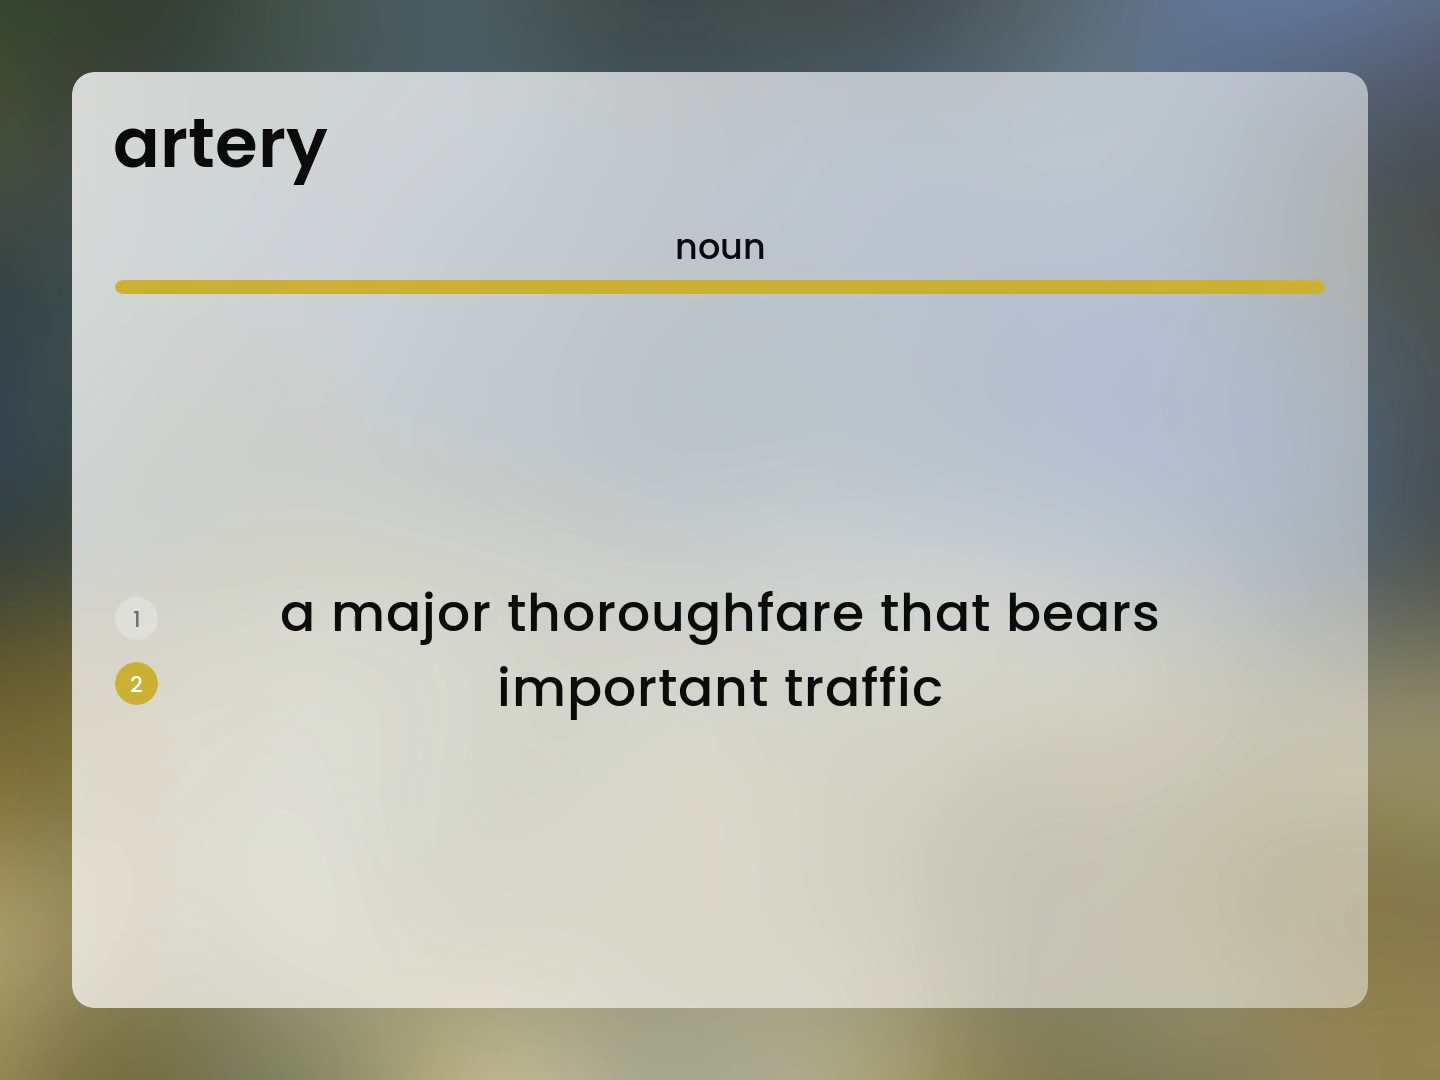 artery
noun
1
2
a major thoroughfare that bears
important traffic